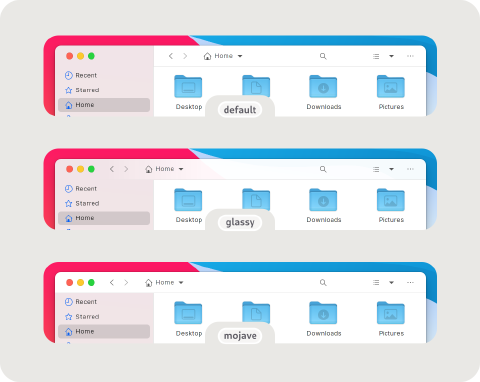 Home
Recent
Starred
Home
Desktop
Downloads
Pictures
default
Home
Recent
Starred
Home
Desktop
Downloads
Pictures
glassy
Home
Recent
Starred
Home
Desktop
Downloads
Pictures
mojave